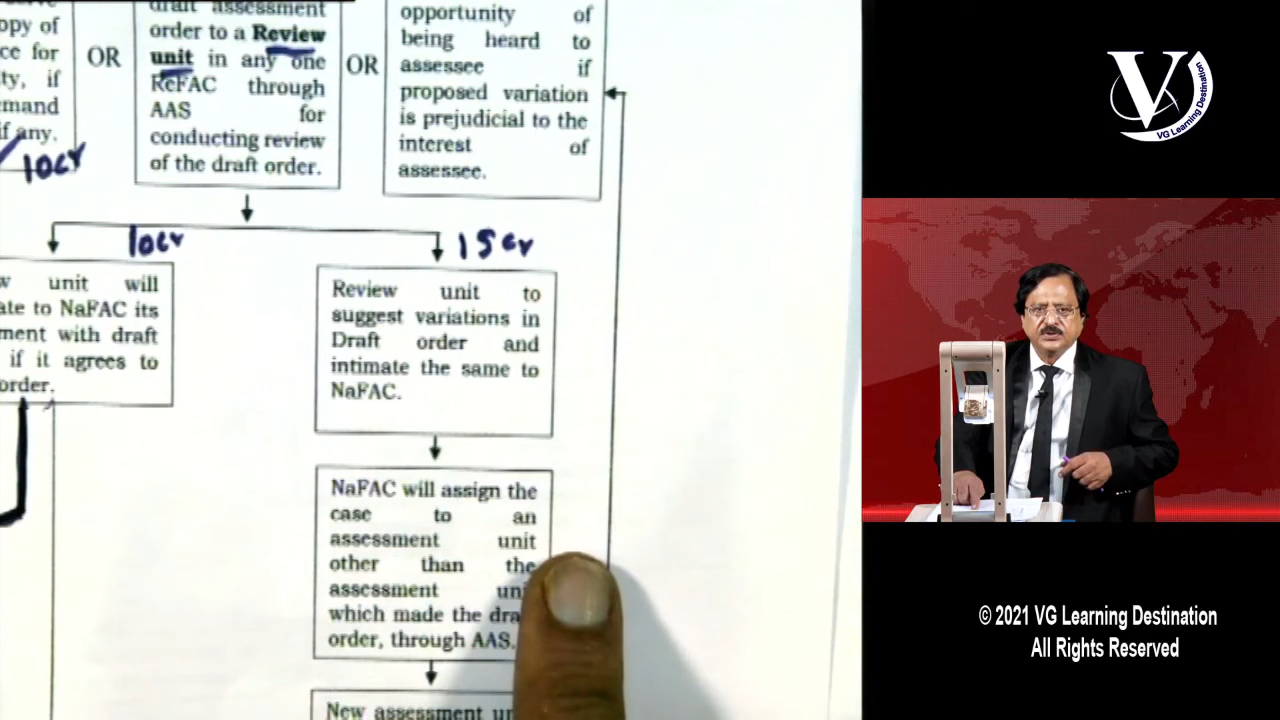 opy of
ce for
ty, if
mand
if any.
10cr
OR
draft assessment
order to a Review
unit in any one
ReFAC through
AAS for
conducting review
of the draft order.
OR
opportunity of
being heard to
assessee if
proposed variation
is prejudicial to the
interest of
assessee.
10cr
15cr
w unit will
ate to NaFAC its
ment with draft
if it agrees to
order.
Review unit to
suggest variations in
Draft order and
intimate the same to
NaFAC.
NaFAC will assign the
case to an
assessment unit
other than the
assessment uni
which made the dra
order, through AAS.
New assessment un
V
VG Learning Destination
© 2021 VG Learning Destination
All Rights Reserved